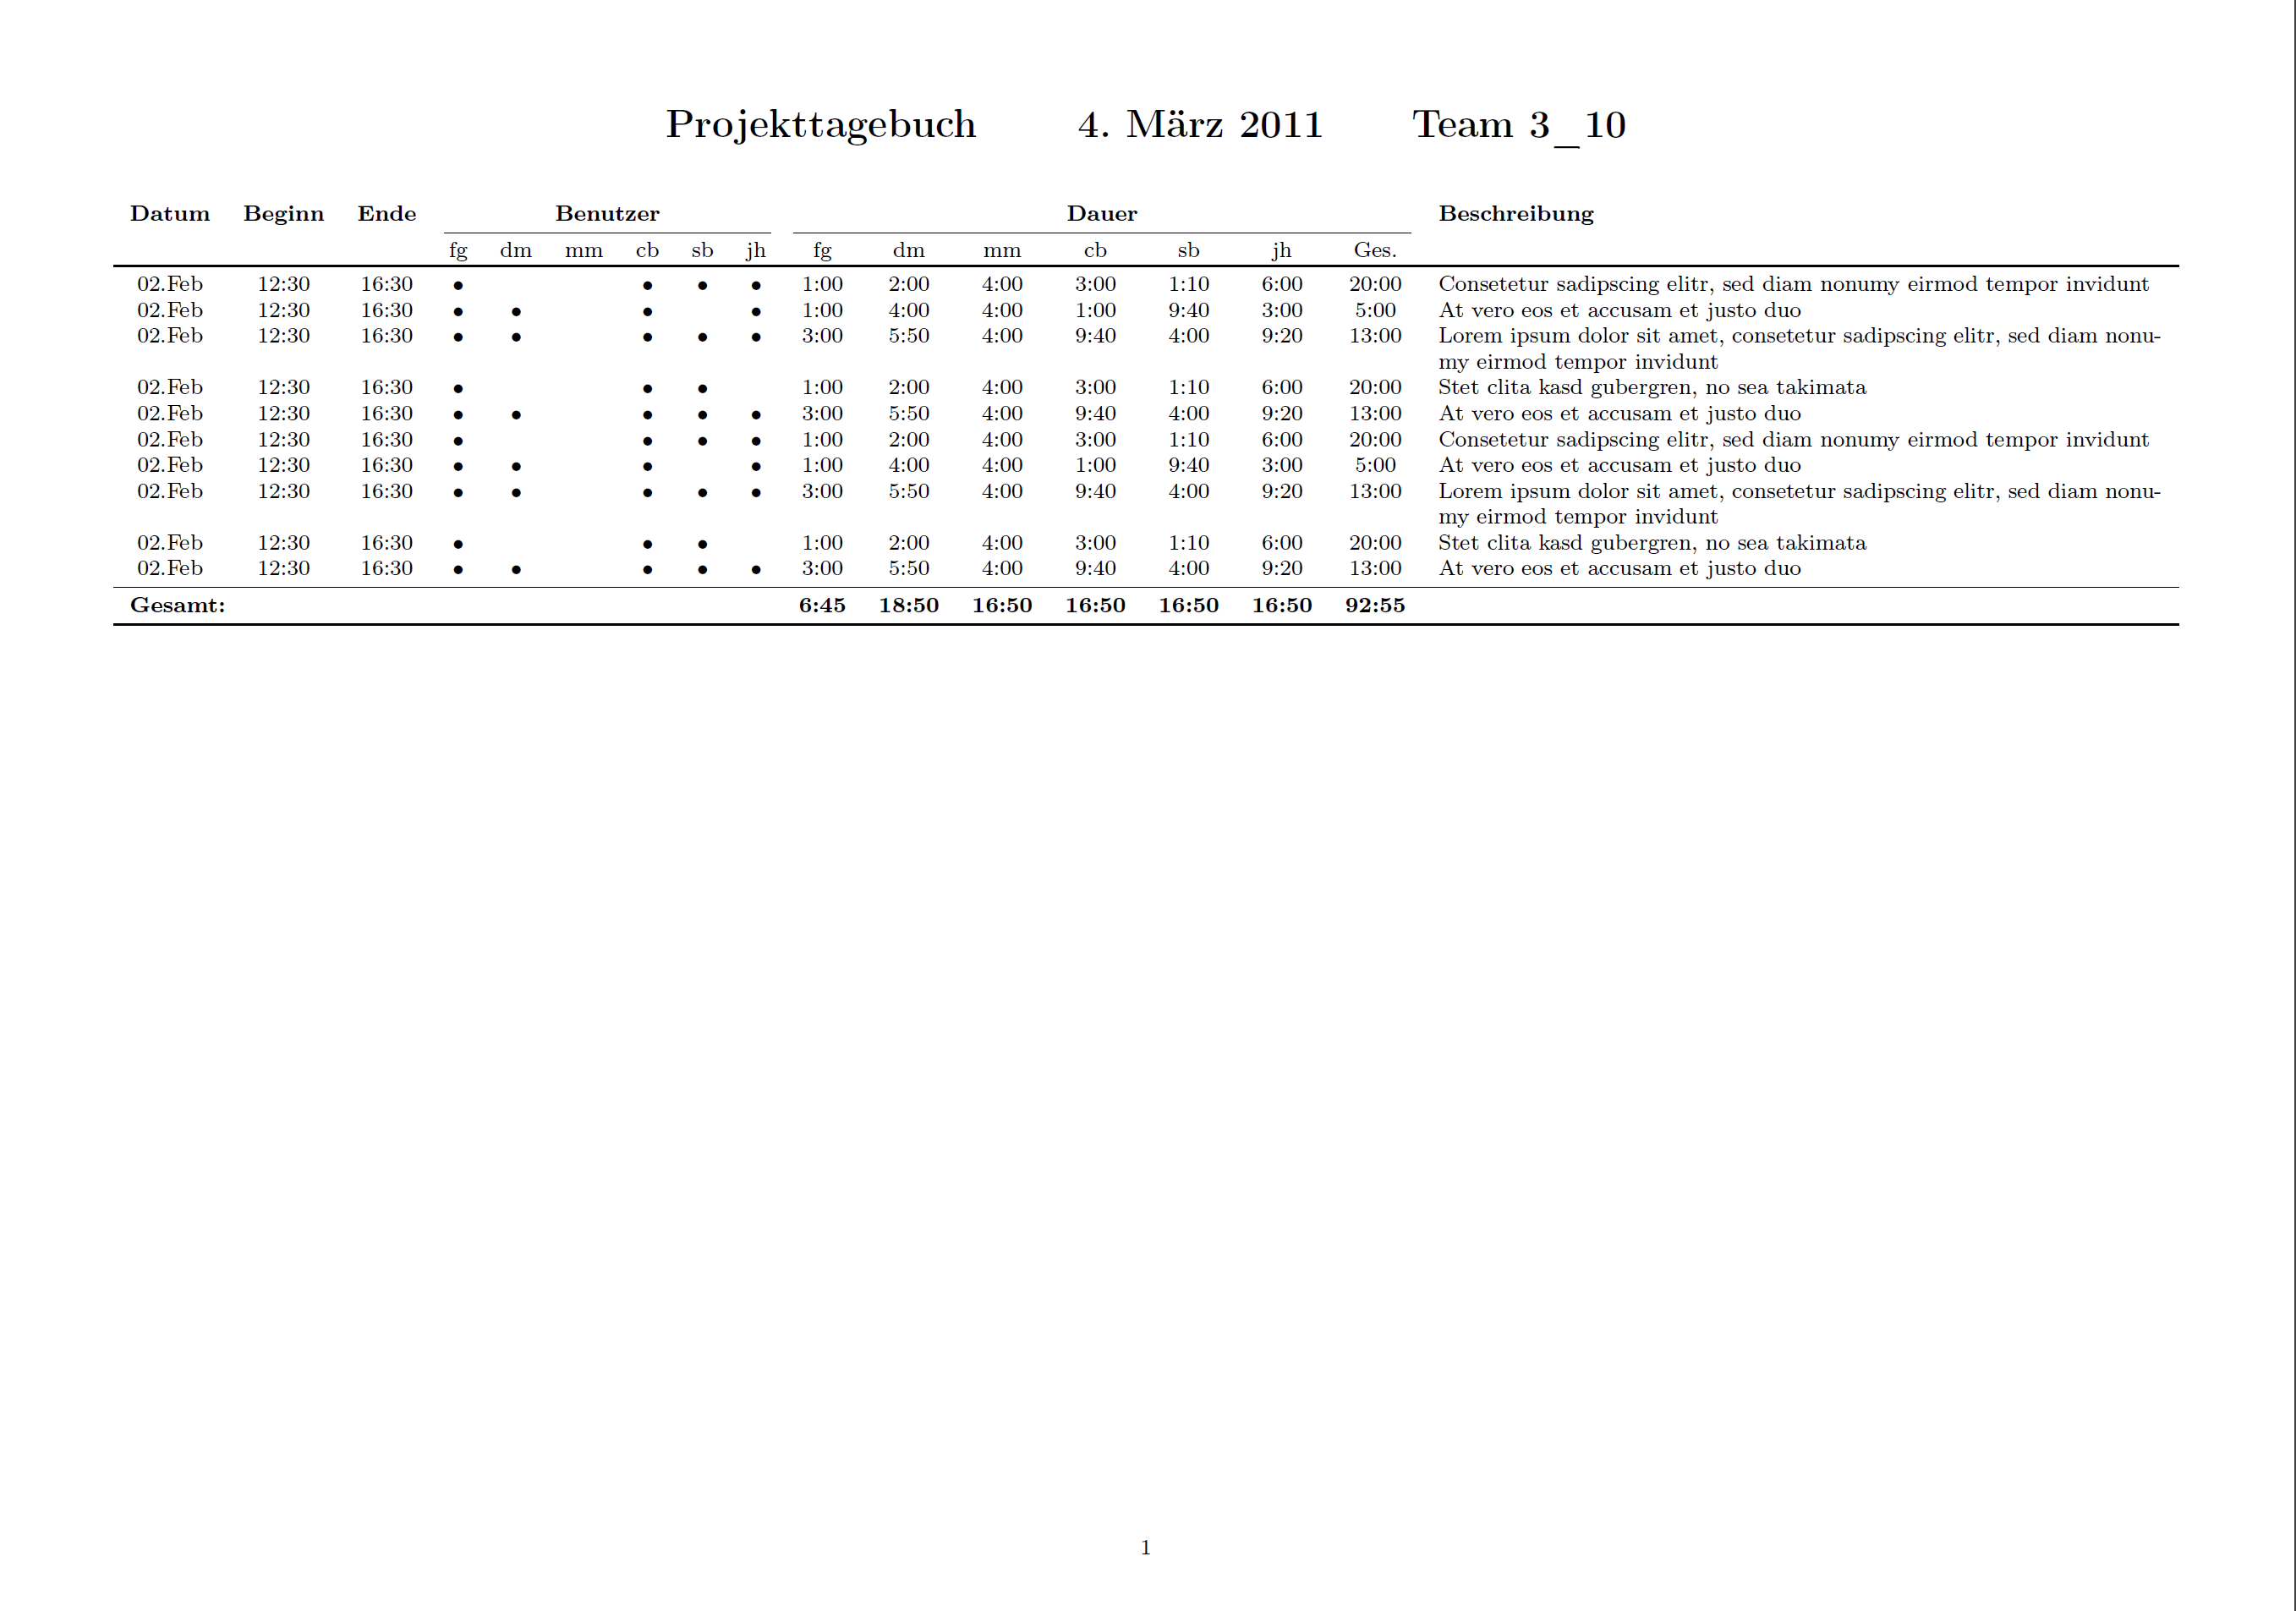 Projekttagebuch 4. März 2011 Team 3_10
Datum Beginn Ende Benutzer Dauer Beschreibung
fg dm mm cb sb jh fg dm mm cb sb jh Ges.
02.Feb 12:30 16:30 • • • • 1:00 2:00 4:00 3:00 1:10 6:00 20:00 Consetetur sadipscing elitr, sed diam nonumy eirmod tempor invidunt
02.Feb 12:30 16:30 • • • • 1:00 4:00 4:00 1:00 9:40 3:00 5:00 At vero eos et accusam et justo duo
02.Feb 12:30 16:30 • • • • • 3:00 5:50 4:00 9:40 4:00 9:20 13:00 Lorem ipsum dolor sit amet, consetetur sadipscing elitr, sed diam nonu-
my eirmod tempor invidunt
02.Feb 12:30 16:30 • • • 1:00 2:00 4:00 3:00 1:10 6:00 20:00 Stet clita kasd gubergren, no sea takimata
02.Feb 12:30 16:30 • • • • • 3:00 5:50 4:00 9:40 4:00 9:20 13:00 At vero eos et accusam et justo duo
02.Feb 12:30 16:30 • • • • 1:00 2:00 4:00 3:00 1:10 6:00 20:00 Consetetur sadipscing elitr, sed diam nonumy eirmod tempor invidunt
02.Feb 12:30 16:30 • • • • 1:00 4:00 4:00 1:00 9:40 3:00 5:00 At vero eos et accusam et justo duo
02.Feb 12:30 16:30 • • • • • 3:00 5:50 4:00 9:40 4:00 9:20 13:00 Lorem ipsum dolor sit amet, consetetur sadipscing elitr, sed diam nonu-
my eirmod tempor invidunt
02.Feb 12:30 16:30 • • • 1:00 2:00 4:00 3:00 1:10 6:00 20:00 Stet clita kasd gubergren, no sea takimata
02.Feb 12:30 16:30 • • • • • 3:00 5:50 4:00 9:40 4:00 9:20 13:00 At vero eos et accusam et justo duo
Gesamt: 6:45 18:50 16:50 16:50 16:50 16:50 92:55
1